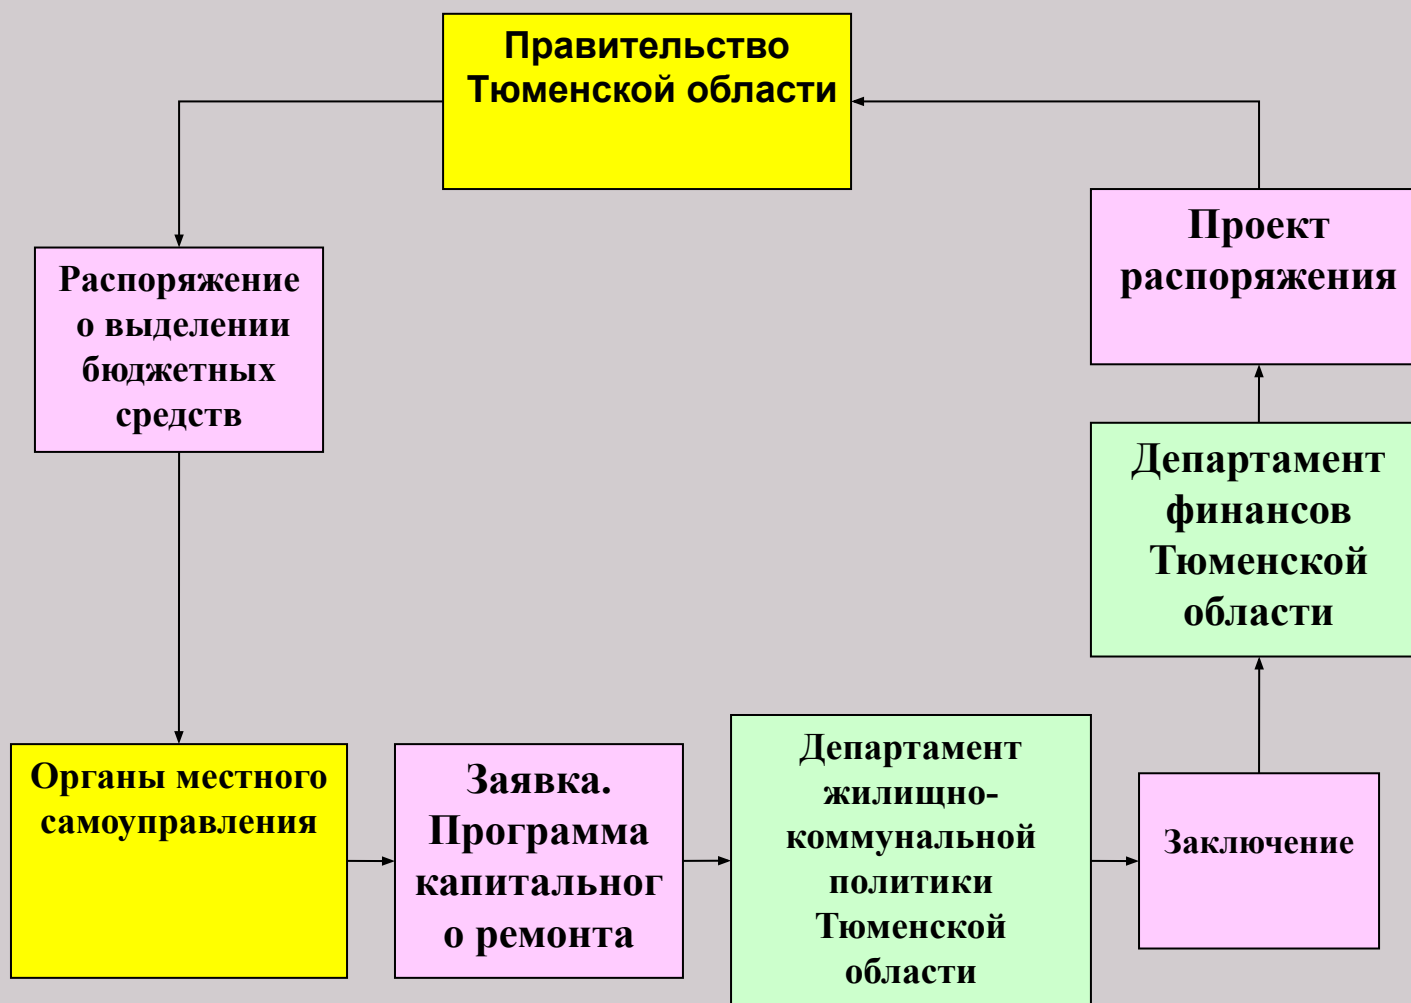 Правительство
Тюменской области
Распоряжение
о выделении
бюджетных
средств
Проект
распоряжения
Департамент
финансов
Тюменской
области
Органы местного
самоуправления
Заявка.
Программа
капитальног
о ремонта
Департамент
жилищно-
коммунальной
политики
Тюменской
области
Заключение